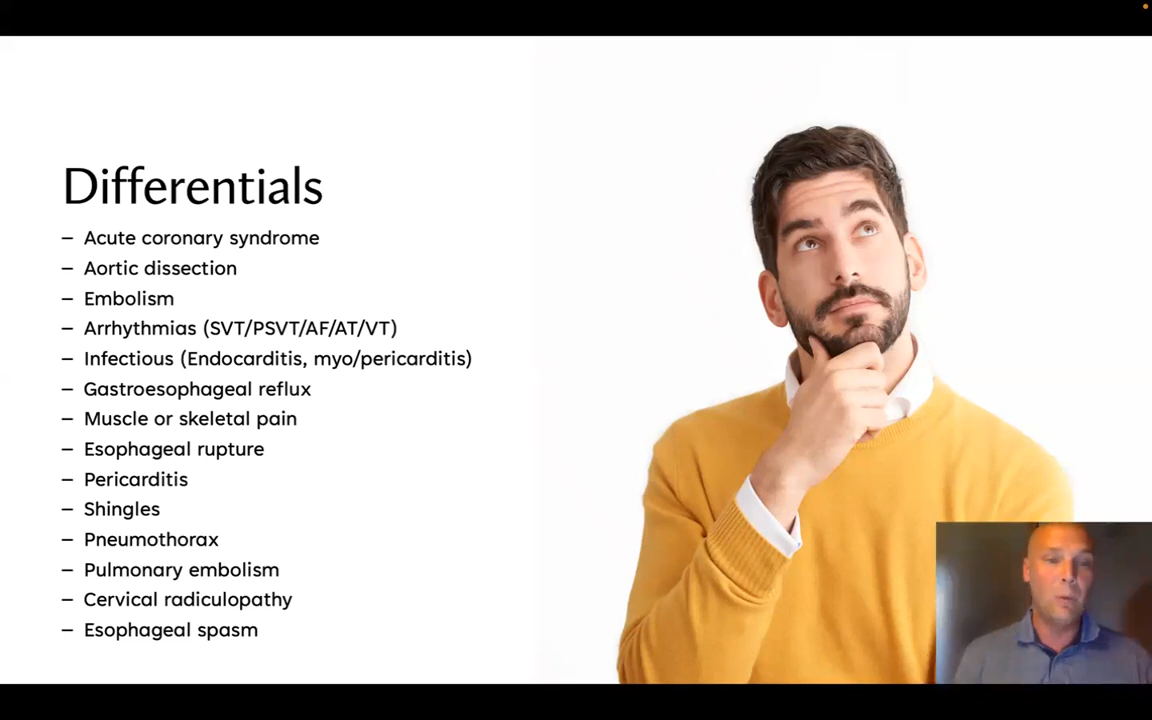 Differentials
– Acute coronary syndrome
– Aortic dissection
– Embolism
– Arrhythmias (SVT/PSVT/AF/AT/VT)
– Infectious (Endocarditis, myo/pericarditis)
– Gastroesophageal reflux
– Muscle or skeletal pain
– Esophageal rupture
– Pericarditis
– Shingles
– Pneumothorax
– Pulmonary embolism
– Cervical radiculopathy
– Esophageal spasm